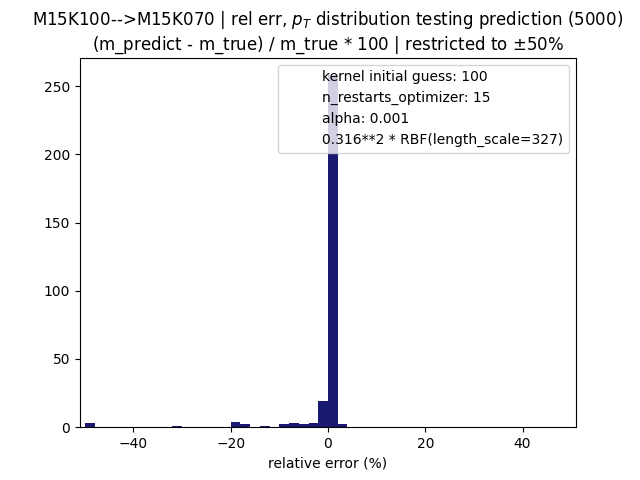 M15K100-->M15K070 | rel err, p_T distribution testing prediction (5000)
(m_predict - m_true) / m_true * 100 | restricted to ±50%
kernel initial guess: 100
n_restarts_optimizer: 15
alpha: 0.001
0.316**2 * RBF(length_scale=327)
250
200
150
100
50
0
−40 −20 0 20 40
relative error (%)